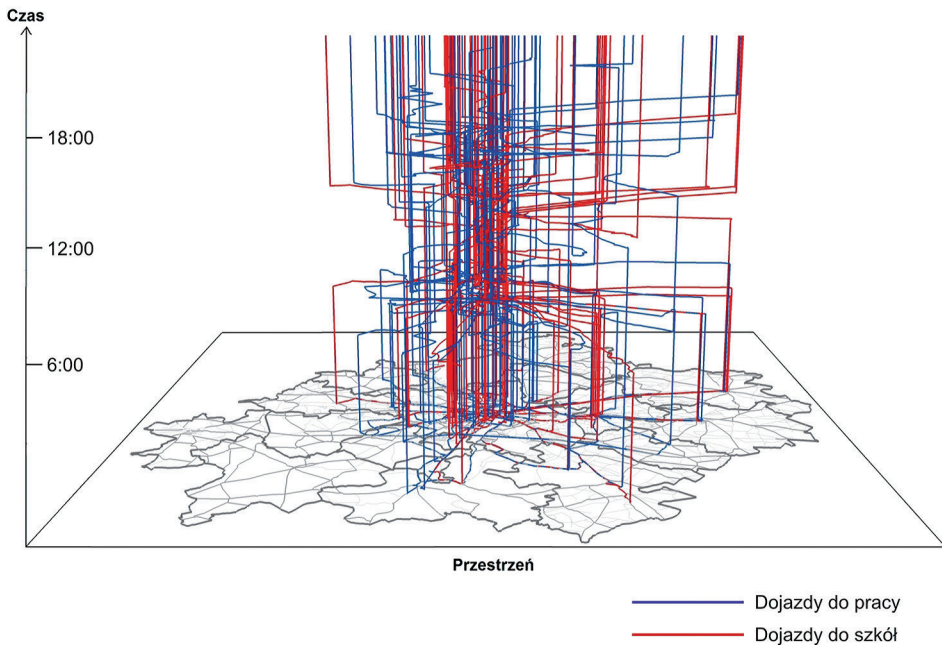 Czas
18:00
12:00
6:00
Przestrzeń
Dojazdy do pracy
Dojazdy do szkół